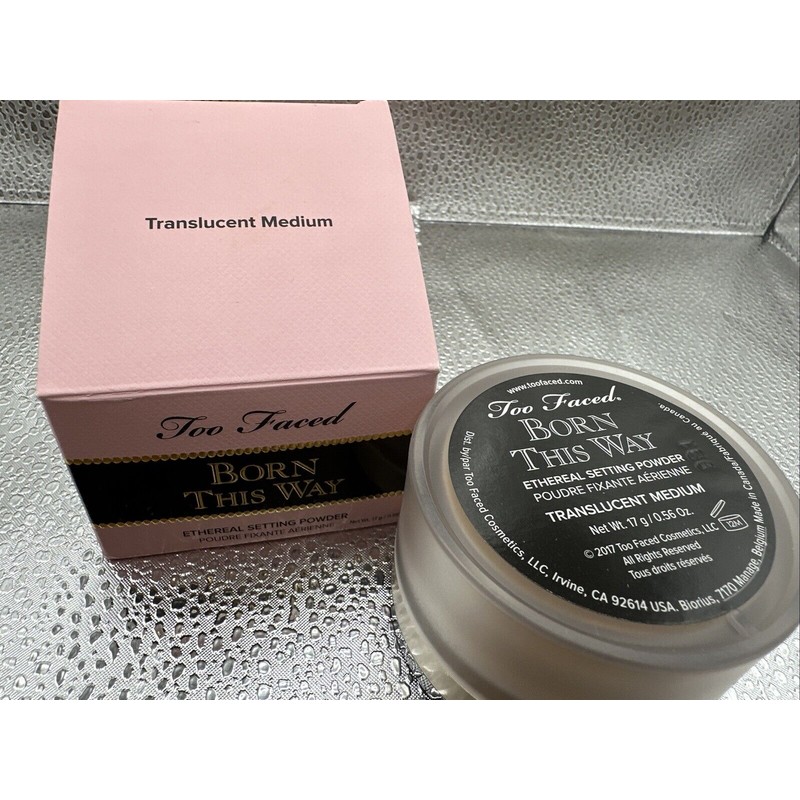 Translucent Medium
Too Faced
BORN
THIS WAY
ETHEREAL SETTING POWDER
POUDRE FIXANTE AÉRIENNE
www.toofaced.com
Too Faced.
BORN
THIS WAY
ETHEREAL SETTING POWDER
POUDRE FIXANTE AÉRIENNE
TRANSLUCENT MEDIUM
Net Wt. 17 g / 0.56 Oz.
© 2017 Too Faced Cosmetics, LLC
All Rights Reserved
Tous droits réservés
12M
Dist. by/par Too Faced Cosmetics, LLC, Irvine, CA 92614 USA. Biorius, 7170 Manage, Belgium Made in Canada/Fabriqué au Canada.